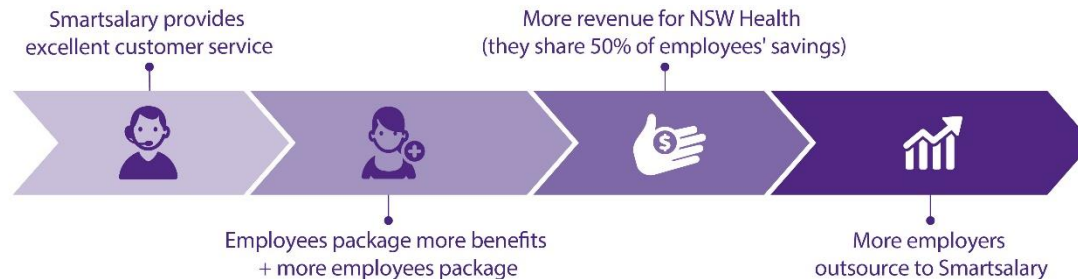 Smartsalary provides
excellent customer service
Employees package more benefits
+ more employees package
More revenue for NSW Health
(they share 50% of employees' savings)
$
More employers
outsource to Smartsalary